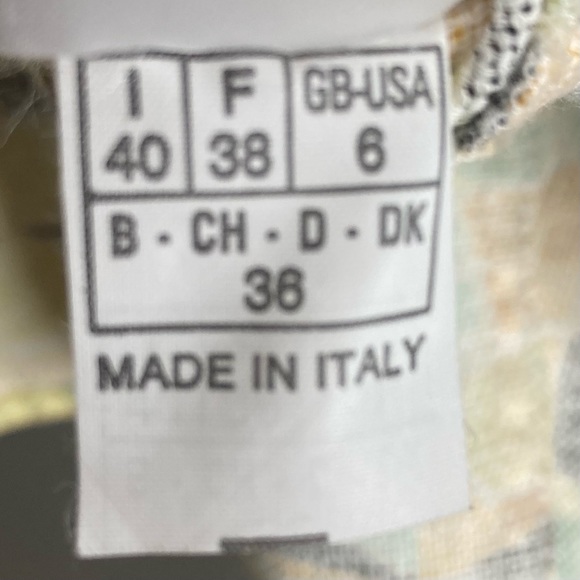 I F GB-USA
40 38 6
B - CH - D - DK
36
MADE IN ITALY